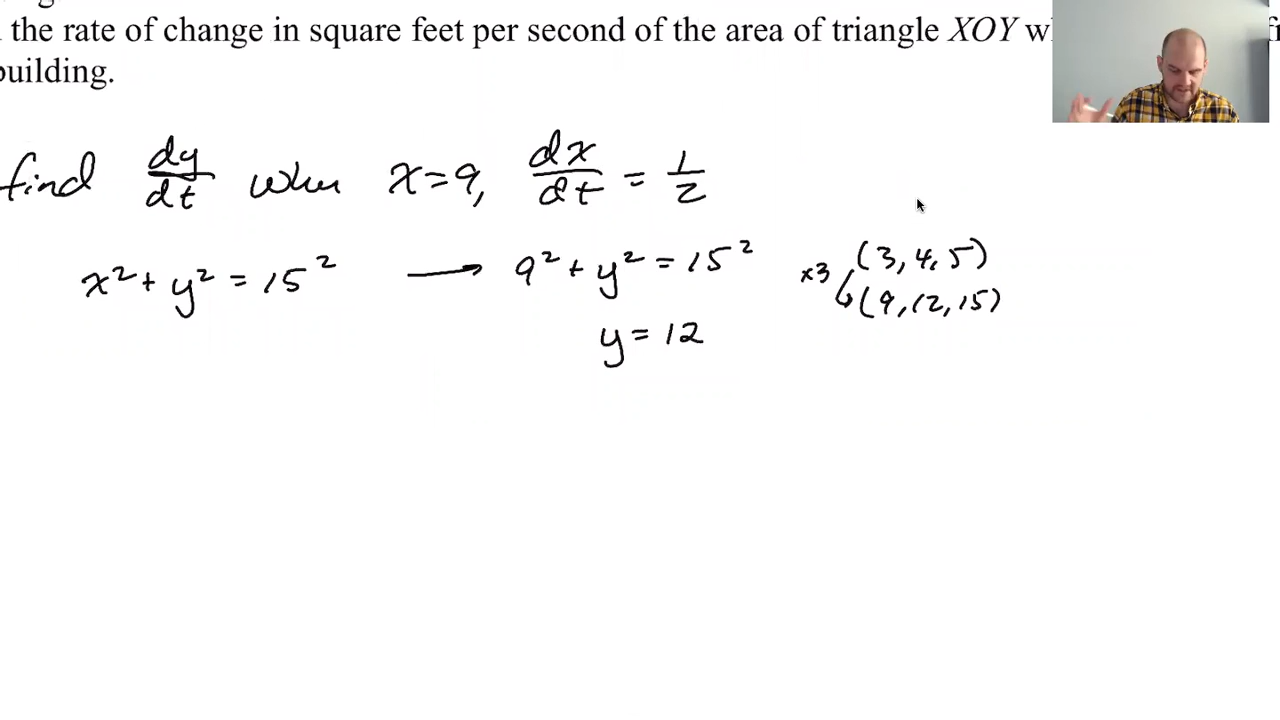 the rate of change in square feet per second of the area of triangle XOY
building.
find dy/dt when x=9, dx/dt = 1/2
x² + y² = 15² → 9² + y² = 15² ×3 (3,4,5)
(9,12,15)
y = 12